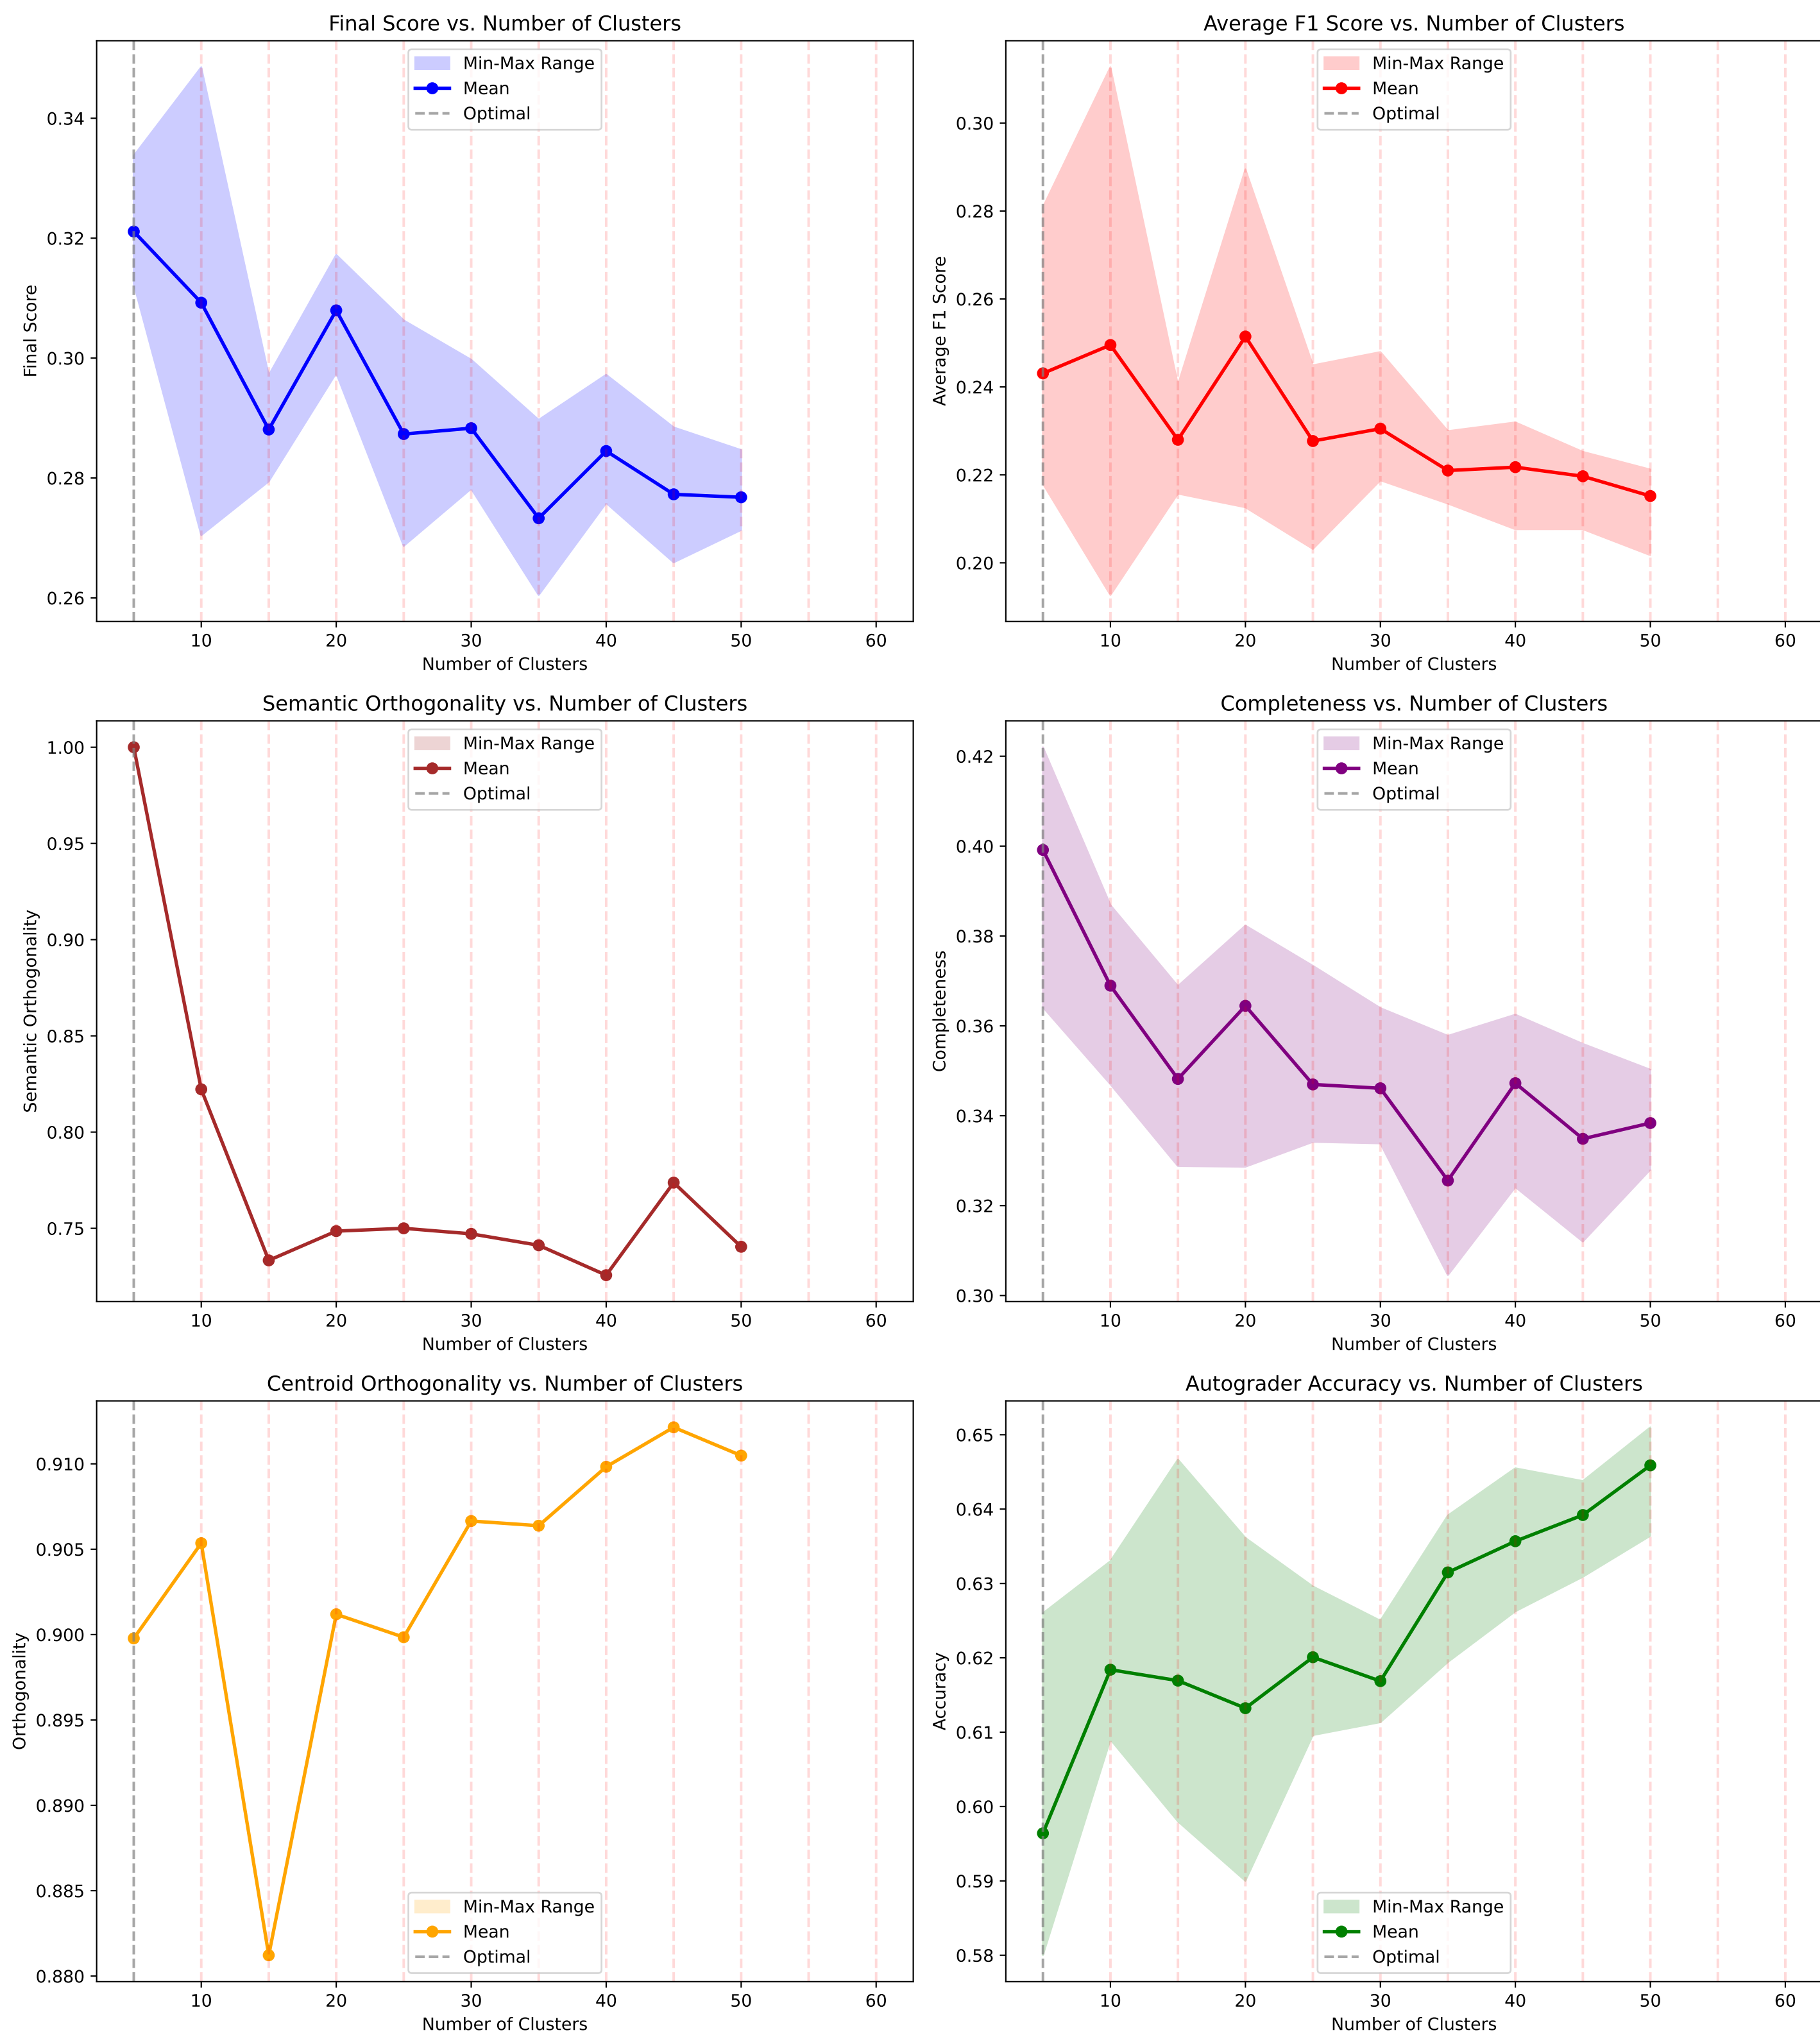 Final Score vs. Number of Clusters
Min-Max Range
Mean
Optimal
0.34
0.32
0.30
0.28
0.26
Final Score
10 20 30 40 50 60
Number of Clusters
Average F1 Score vs. Number of Clusters
Min-Max Range
Mean
Optimal
0.30
0.28
0.26
0.24
0.22
0.20
Average F1 Score
10 20 30 40 50 60
Number of Clusters
Semantic Orthogonality vs. Number of Clusters
Min-Max Range
Mean
Optimal
1.00
0.95
0.90
0.85
0.80
0.75
Semantic Orthogonality
10 20 30 40 50 60
Number of Clusters
Completeness vs. Number of Clusters
Min-Max Range
Mean
Optimal
0.42
0.40
0.38
0.36
0.34
0.32
0.30
Completeness
10 20 30 40 50 60
Number of Clusters
Centroid Orthogonality vs. Number of Clusters
0.910
0.905
0.900
0.895
0.890
0.885
0.880
Orthogonality
Min-Max Range
Mean
Optimal
10 20 30 40 50 60
Number of Clusters
Autograder Accuracy vs. Number of Clusters
0.65
0.64
0.63
0.62
0.61
0.60
0.59
0.58
Accuracy
Min-Max Range
Mean
Optimal
10 20 30 40 50 60
Number of Clusters